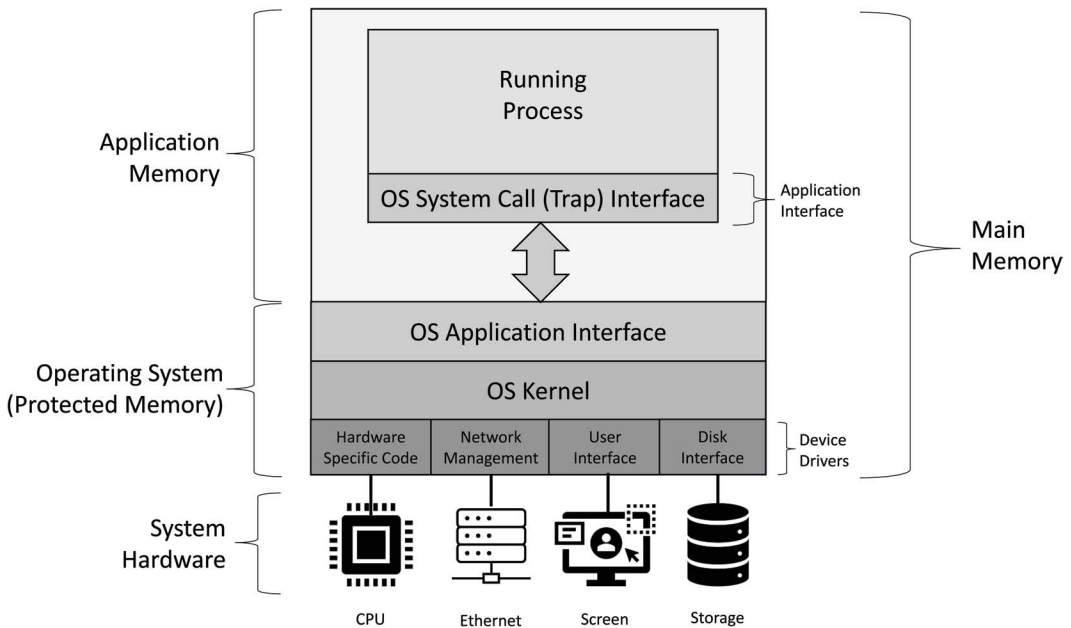 Running
Process
Application
Memory
OS System Call (Trap) Interface
Application
Interface
Main
Memory
OS Application Interface
Operating System
(Protected Memory)
OS Kernel
Hardware
Specific Code
Network
Management
User
Interface
Disk
Interface
Device
Drivers
System
Hardware
CPU
Ethernet
Screen
Storage